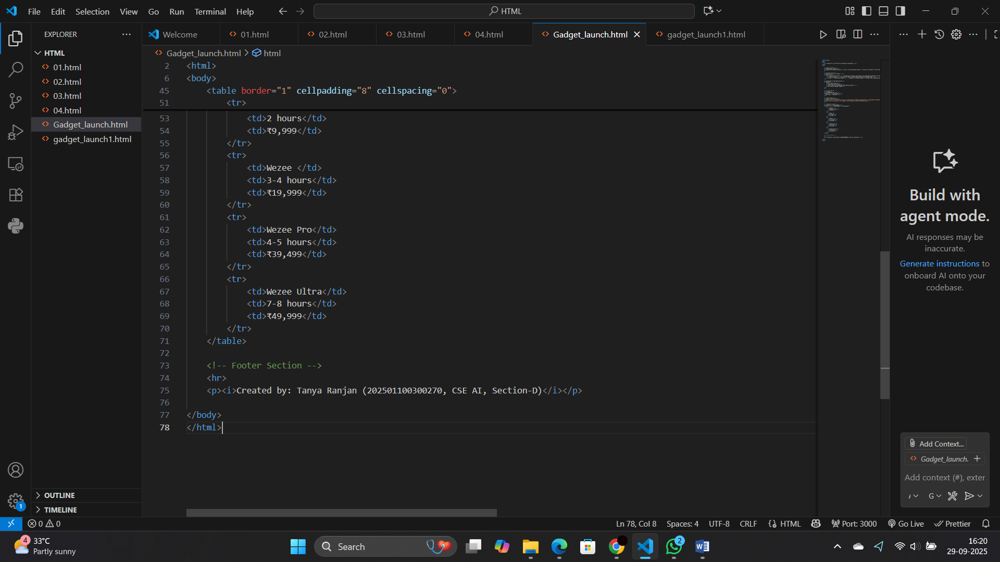 File Edit Selection View Go Run Terminal Help
HTML
EXPLORER
HTML
01.html
02.html
03.html
04.html
Gadget_launch.html
gadget_launch1.html
OUTLINE
TIMELINE
Welcome 01.html 02.html 03.html 04.html Gadget_launch.html gadget_launch1.html
Gadget_launch.html > html
2 <html>
6 <body>
45 <table border="1" cellpadding="8" cellspacing="0">
51 <tr>
53 <td>2 hours</td>
54 <td>₹9,999</td>
55 </tr>
56 <tr>
57 <td>Wezee </td>
58 <td>3-4 hours</td>
59 <td>₹19,999</td>
60 </tr>
61 <tr>
62 <td>Wezee Pro</td>
63 <td>4-5 hours</td>
64 <td>₹39,499</td>
65 </tr>
66 <tr>
67 <td>Wezee Ultra</td>
68 <td>7-8 hours</td>
69 <td>₹49,999</td>
70 </tr>
71 </table>
72
73 <!-- Footer Section -->
74 <hr>
75 <p><i>Created by: Tanya Ranjan (202501100300270, CSE AI, Section-D)</i></p>
76
77 </body>
78 </html>
Build with
agent mode.
AI responses may be
inaccurate.
Generate instructions to
onboard AI onto your
codebase.
Add Context...
Gadget_launch.
Add context (#), exter
G
1
0 0
Ln 78, Col 8 Spaces: 4 UTF-8 CRLF HTML Port: 3000 Go Live Prettier
4
33°C
Partly sunny
Search
2
16:20
29-09-2025